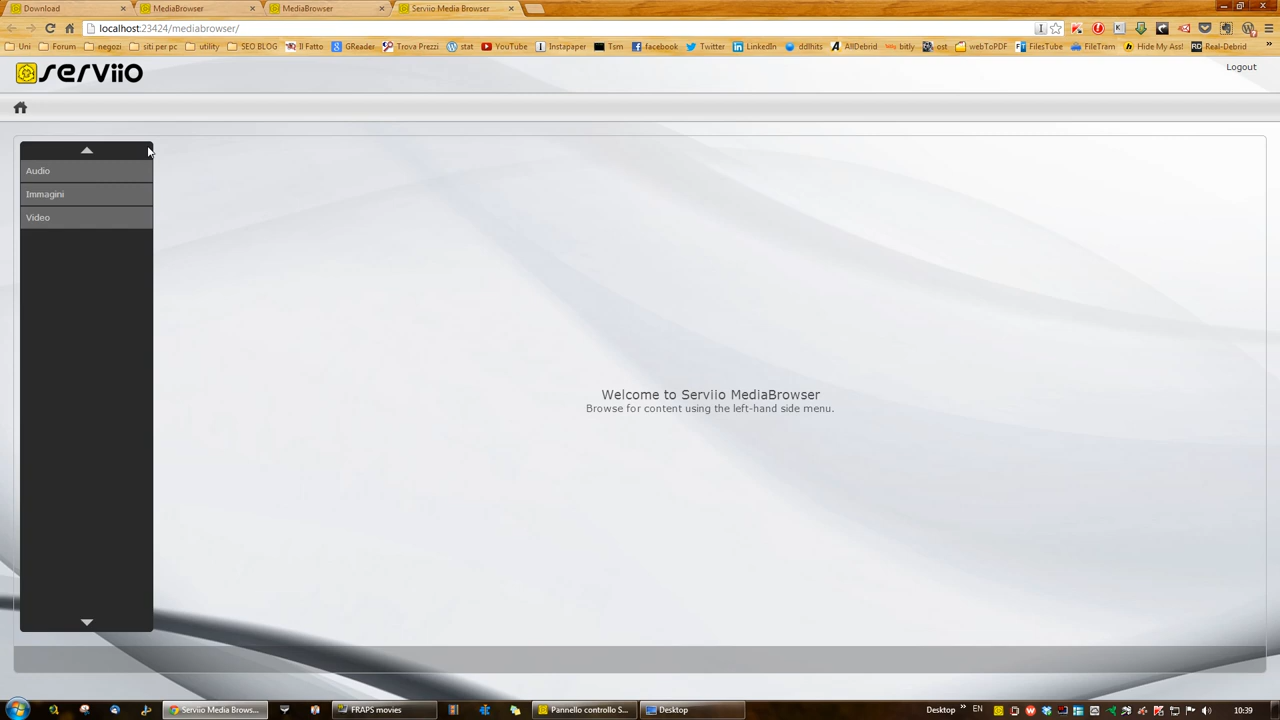 Download
MediaBrowser
MediaBrowser
Serviio Media Browser
localhost:23424/mediabrowser/
Uni
Forum
negozi
siti per pc
utility
SEO BLOG
Il Fatto
GReader
Trova Prezzi
stat
YouTube
Instapaper
Tsm
facebook
Twitter
LinkedIn
ddlhits
AllDebrid
bitly
ost
webToPDF
FilesTube
FileTram
Hide My Ass!
Real-Debrid
serviio
Logout
Audio
Immagini
Video
Welcome to Serviio MediaBrowser
Browse for content using the left-hand side menu.
Serviio Media Brows...
FRAPS movies
Pannello controllo S...
Desktop
Desktop
EN
10:39